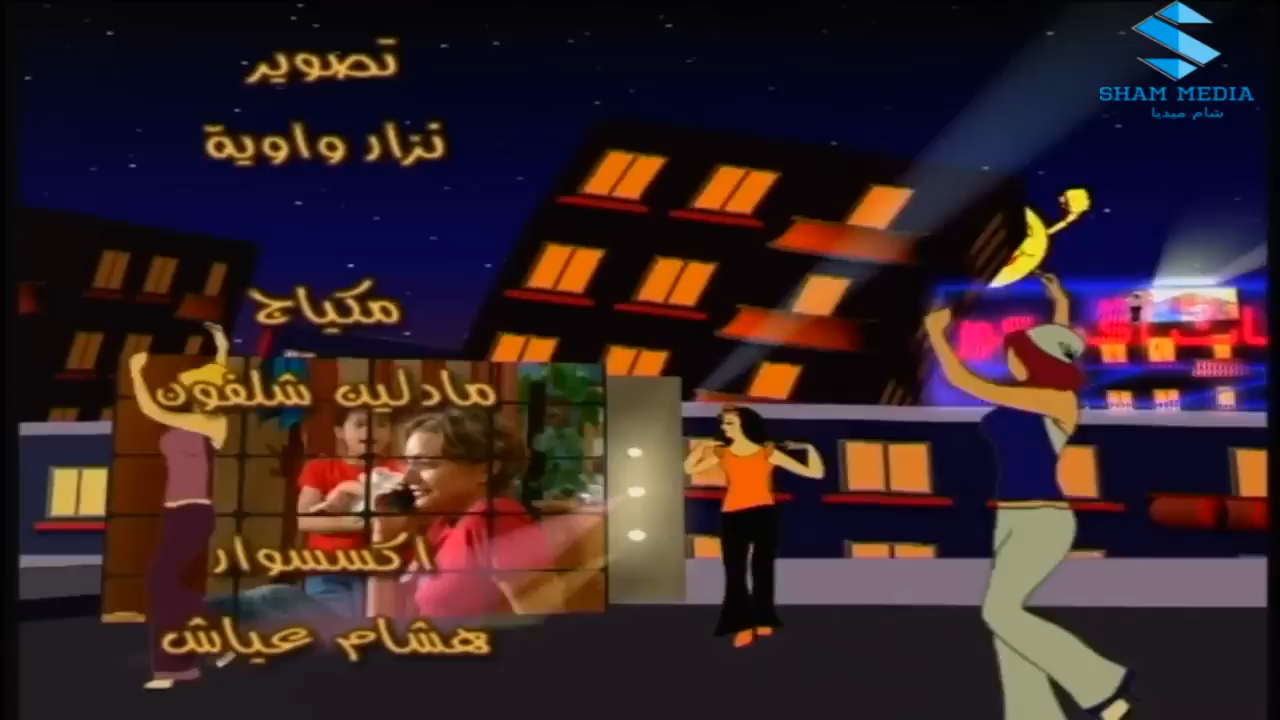 تصوير
نزار واوية
مكياج
مادلين شلفون
اكسسوار
هشام عياش
SHAM MEDIA
شام ميديا